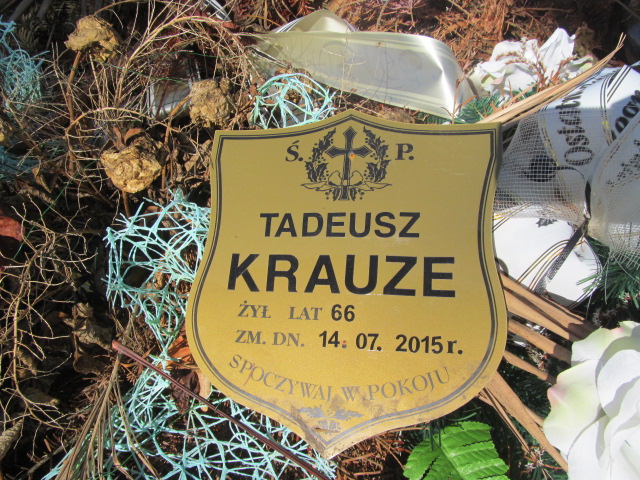 Ś. P.
TADEUSZ
KRAUZE
ŻYŁ LAT 66
ZM. DN. 14. 07. 2015 r.
SPOCZYWAJ W POKOJU